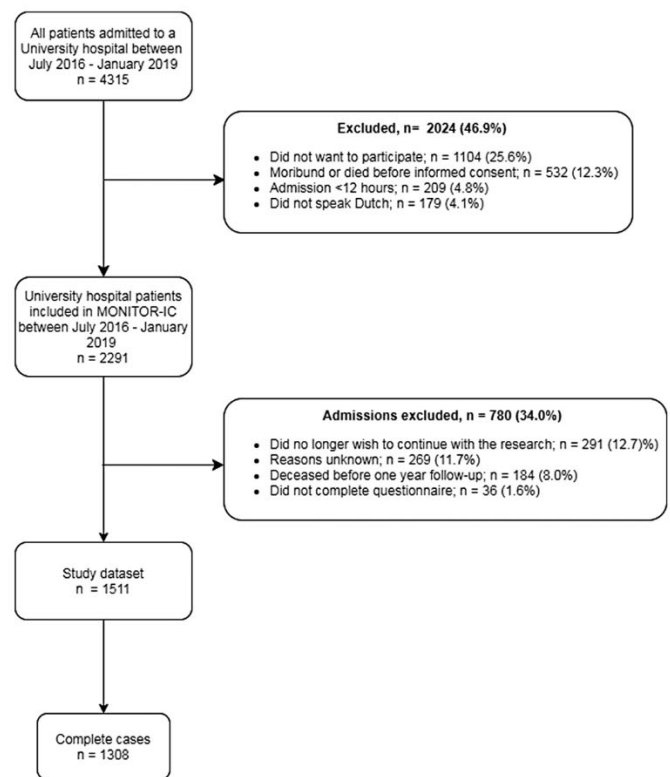 All patients admitted to a
University hospital between
July 2016 - January 2019
n = 4315
Excluded, n=  2024 (46.9%)
• Did not want to participate; n = 1104 (25.6%)
• Moribund or died before informed consent; n = 532 (12.3%)
• Admission <12 hours; n = 209 (4.8%)
• Did not speak Dutch; n = 179 (4.1%)
University hospital patients
included in MONITOR-IC
between July 2016 - January
2019
n = 2291
Admissions excluded, n = 780 (34.0%)
• Did no longer wish to continue with the research; n = 291 (12.7)%
• Reasons unknown; n = 269 (11.7%)
• Deceased before one year follow-up; n = 184 (8.0%)
• Did not complete questionnaire; n = 36 (1.6%)
Study dataset
n  = 1511
Complete cases
n = 1308